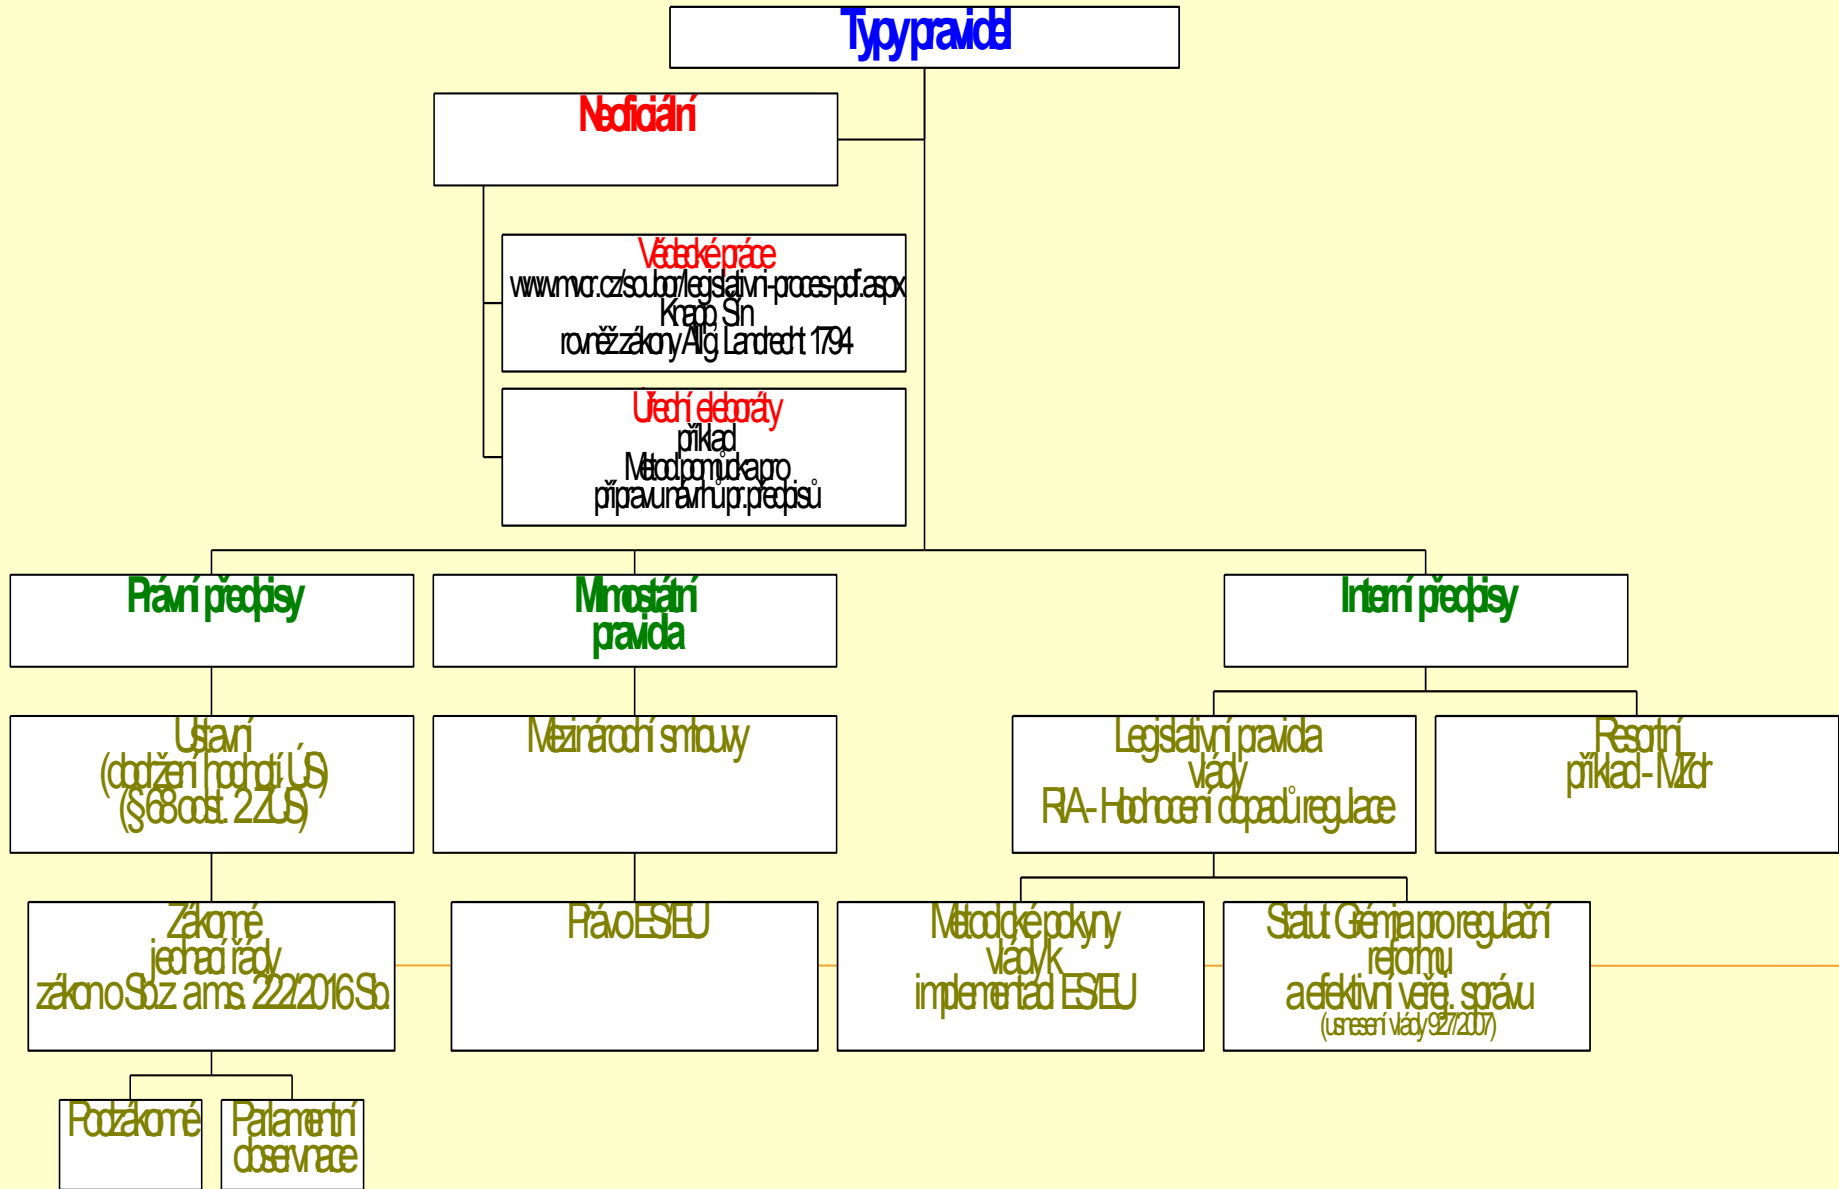 Typy pravidel
Neoficiální
Vědecké práce
www.mvcr.cz/soubor/legislativni-proces-pdf.aspx
Knapp, Šín
rovněž zákony Allg. Landrecht 1794
Úřední eleboráty
příklad
Metod.pomůcka pro
přípravu návrhů pr.předpisů
Právní předpisy
Mimostátní
pravidla
Interní předpisy
Ústavní
(dodržení hodnotí ÚS)
(§ 68 odst. 2 ZÚS)
Mezinárodní smlouvy
Legislativní pravidla
vlády
RIA - Hodnocení dopadů regulace
Resortní
příklad - MZdr
Zákonné
jednací řády
zákon o Sb.z. a m.s. 222/2016 Sb.
Právo ES/EU
Metodické pokyny
vlády k
implementaci ES/EU
Statut Grémia pro regulační
reformu
a efektivní veřej. správu
(usnesení vlády 927/2007)
Podzákonné
Parlamentní
observnace